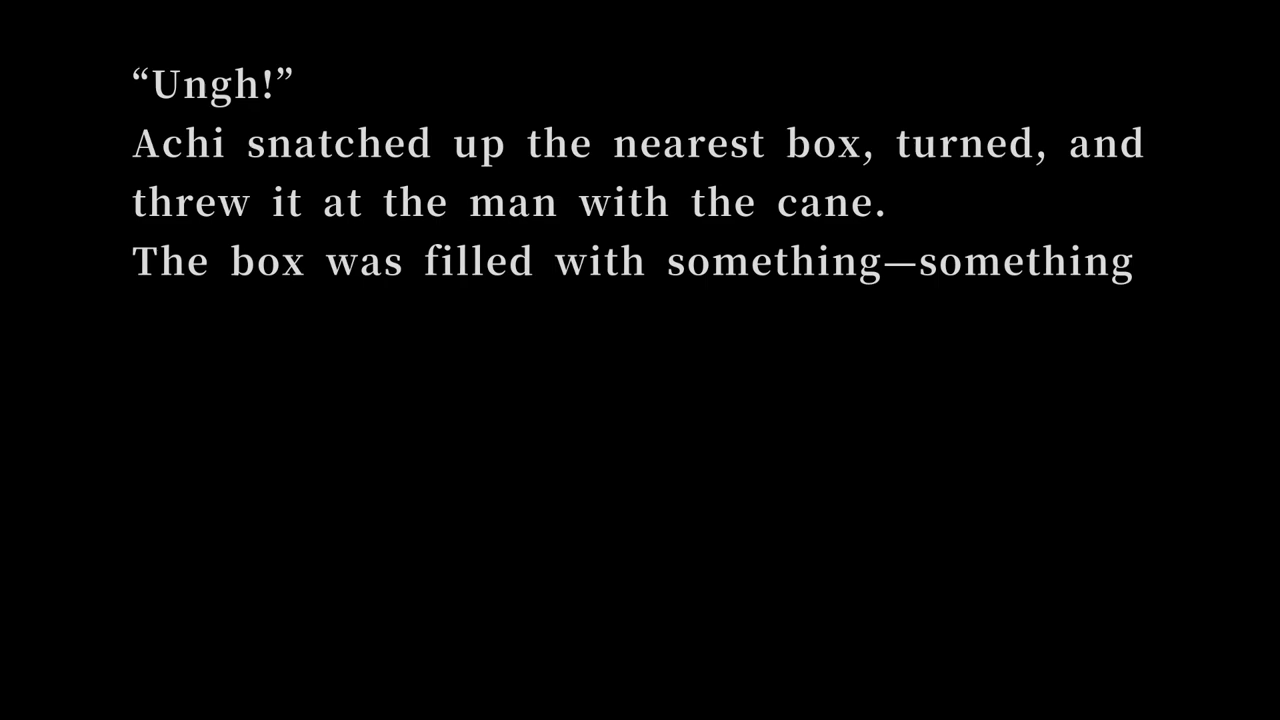 “Ungh!”
Achi snatched up the nearest box, turned, and
threw it at the man with the cane.
The box was filled with something—something